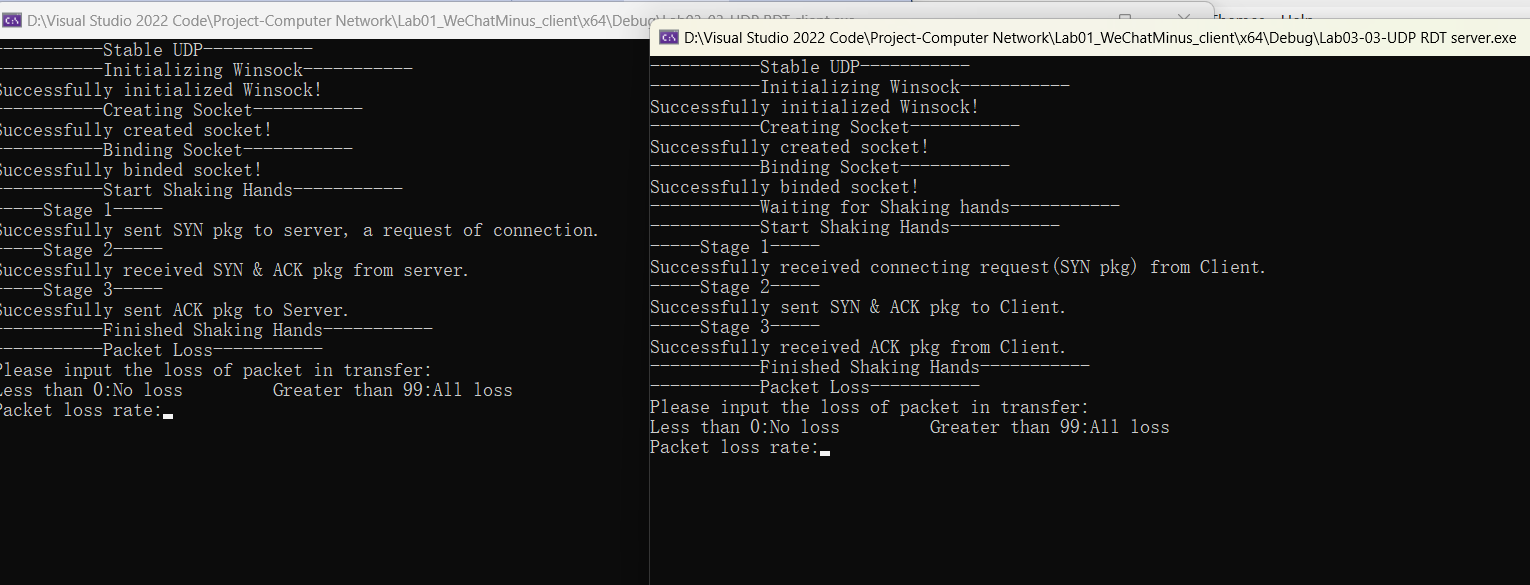 D:\Visual Studio 2022 Code\Project-Computer Network\Lab01_WeChatMinus_client\x64\Debug\Lab03-03-UDP RDT client.exe
-----------Stable UDP-----------
-----------Initializing Winsock-----------
Successfully initialized Winsock!
-----------Creating Socket-----------
Successfully created socket!
-----------Binding Socket-----------
Successfully binded socket!
-----------Start Shaking Hands-----------
-----Stage 1-----
Successfully sent SYN pkg to server, a request of connection.
-----Stage 2-----
Successfully received SYN & ACK pkg from server.
-----Stage 3-----
Successfully sent ACK pkg to Server.
-----------Finished Shaking Hands-----------
-----------Packet Loss-----------
Please input the loss of packet in transfer:
Less than 0:No loss         Greater than 99:All loss
Packet loss rate:
Themes Help
D:\Visual Studio 2022 Code\Project-Computer Network\Lab01_WeChatMinus_client\x64\Debug\Lab03-03-UDP RDT server.exe
-----------Stable UDP-----------
-----------Initializing Winsock-----------
Successfully initialized Winsock!
-----------Creating Socket-----------
Successfully created socket!
-----------Binding Socket-----------
Successfully binded socket!
-----------Waiting for Shaking hands-----------
-----------Start Shaking Hands-----------
-----Stage 1-----
Successfully received connecting request(SYN pkg) from Client.
-----Stage 2-----
Successfully sent SYN & ACK pkg to Client.
-----Stage 3-----
Successfully received ACK pkg from Client.
-----------Finished Shaking Hands-----------
-----------Packet Loss-----------
Please input the loss of packet in transfer:
Less than 0:No loss         Greater than 99:All loss
Packet loss rate: